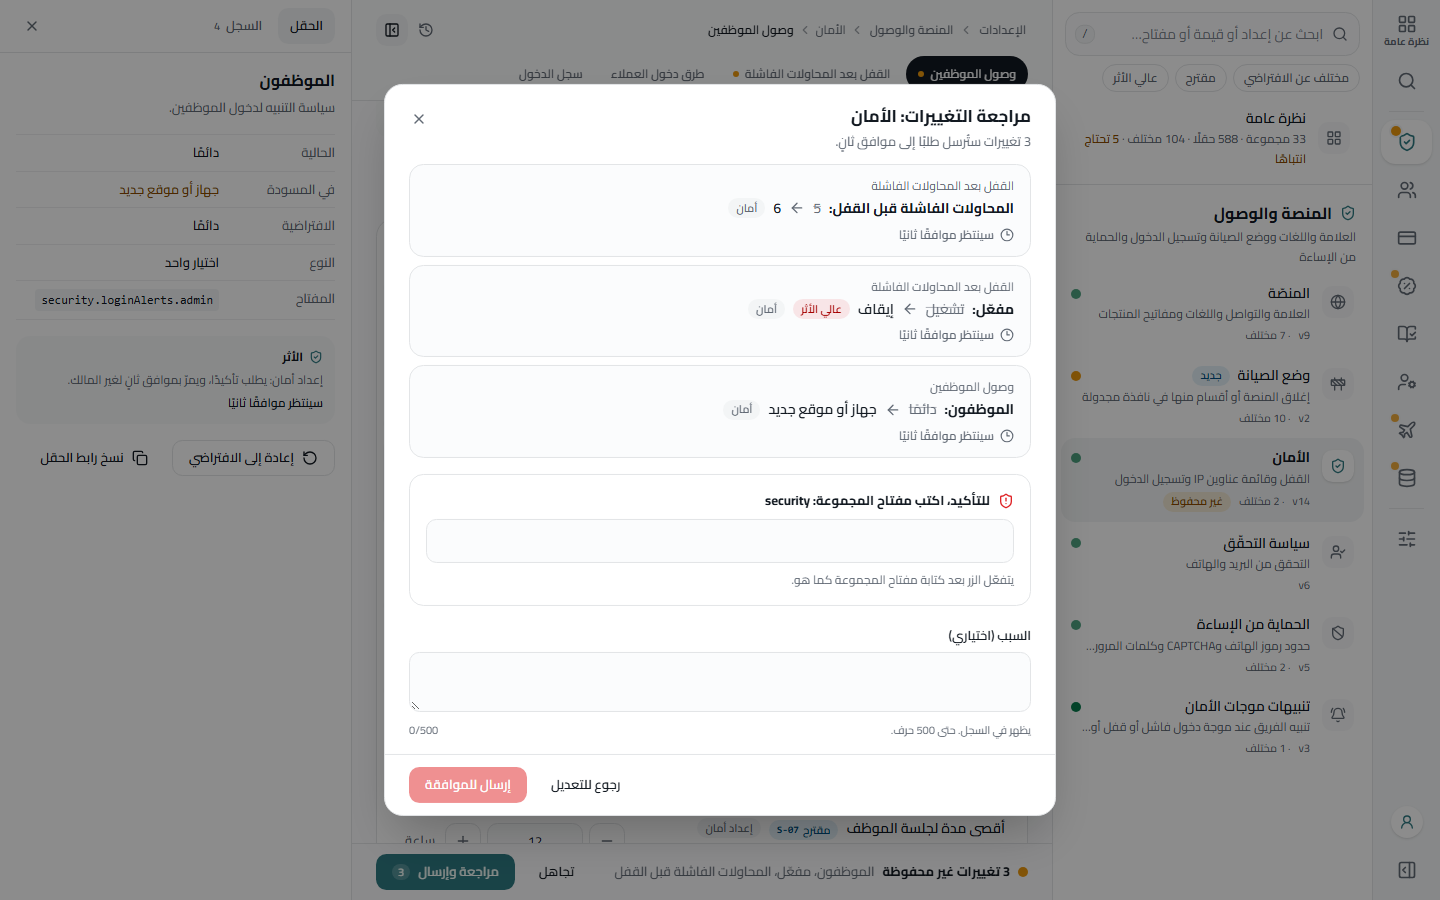 نظرة عامة
ابحث عن إعداد أو قيمة أو مفتاح...
/
مختلف عن الافتراضي
مقترح
عالي الأثر
نظرة عامة
33 مجموعة · 588 حقلًا · 104 مختلف · 5 تحتاج انتباهًا
المنصة والوصول
العلامة واللغات ووضع الصيانة وتسجيل الدخول والحماية من الإساءة
المنصّة
العلامة والتواصل واللغات ومفاتيح المنتجات
v9 · 7 مختلف
وضع الصيانة
جديد
إغلاق المنصة أو أقسام منها في نافذة مجدولة
v2 · 10 مختلف
الأمان
القفل وقائمة عناوين IP وتسجيل الدخول
v14 · 2 مختلف
غير محفوظ
سياسة التحقّق
التحقق من البريد والهاتف
v6
الحماية من الإساءة
حدود رموز الهاتف وCAPTCHA وكلمات المرور...
v5 · 2 مختلف
تنبيهات موجات الأمان
تنبيه الفريق عند موجة دخول فاشل أو قفل أو...
v3 · 1 مختلف
الإعدادات
المنصة والوصول
الأمان
وصول الموظفين
وصول الموظفين
القفل بعد المحاولات الفاشلة
طرق دخول العملاء
سجل الدخول
مراجعة التغييرات: الأمان
3 تغييرات ستُرسل طلبًا إلى موافق ثانٍ.
القفل بعد المحاولات الفاشلة
المحاولات الفاشلة قبل القفل: 5 ← 6 أمان
سينتظر موافقًا ثانيًا
القفل بعد المحاولات الفاشلة
مفعّل: تشغيل ← إيقاف عالي الأثر أمان
سينتظر موافقًا ثانيًا
وصول الموظفين
الموظفون: دائمًا ← جهاز أو موقع جديد أمان
سينتظر موافقًا ثانيًا
للتأكيد، اكتب مفتاح المجموعة: security
يتفعّل الزر بعد كتابة مفتاح المجموعة كما هو.
السبب (اختياري)
يظهر في السجل. حتى 500 حرف.
0/500
رجوع للتعديل
إرسال للموافقة
أقصى مدة لجلسة الموظف
مقترح S-07
إعداد أمان
12
ساعة
3 تغييرات غير محفوظة
الموظفون، مفعّل، المحاولات الفاشلة قبل القفل
تجاهل
مراجعة وإرسال 3
الحقل
السجل 4
الموظفون
سياسة التنبيه لدخول الموظفين.
الحالية
دائمًا
في المسودة
جهاز أو موقع جديد
الافتراضية
دائمًا
النوع
اختيار واحد
المفتاح
security.loginAlerts.admin
الأثر
إعداد أمان: يطلب تأكيدًا، ويمرّ بموافق ثانٍ لغير المالك.
سينتظر موافقًا ثانيًا
إعادة إلى الافتراضي
نسخ رابط الحقل